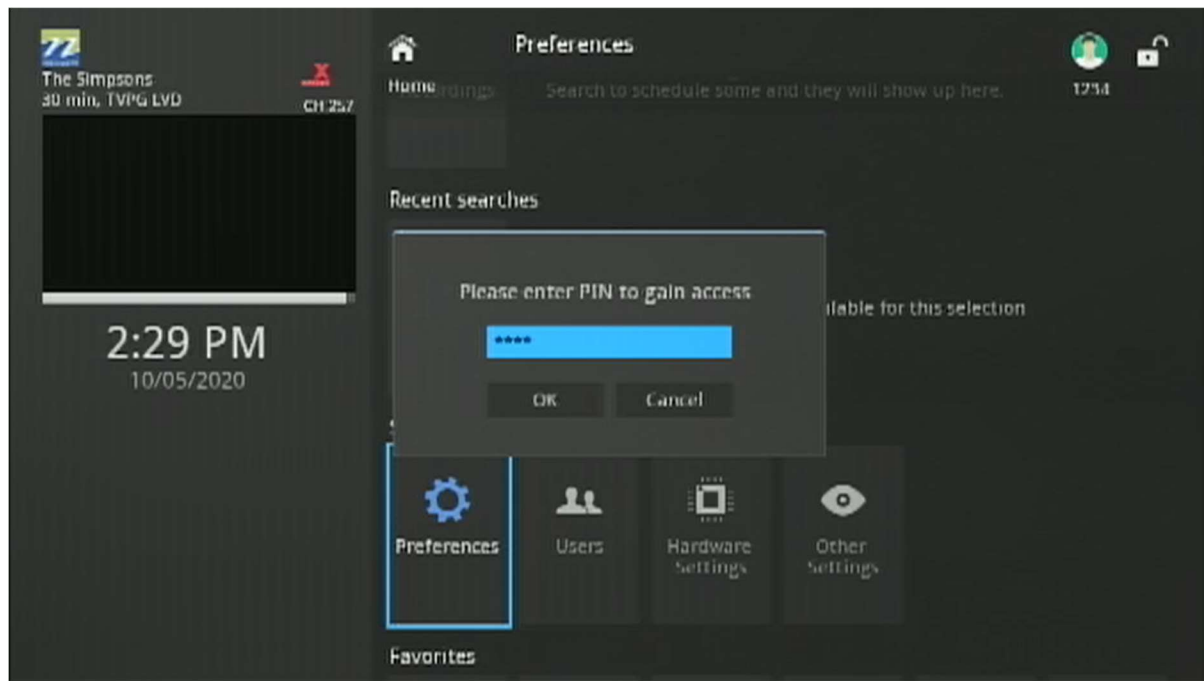 The Simpsons
30 min, TVPG LVD
CH 257
Home
Preferences
Search to schedule some and they will show up here.
1234
Recent searches
Please enter PIN to gain access
****
OK
Cancel
ilable for this selection
2:29 PM
10/05/2020
Preferences
Users
Hardware
Settings
Other
Settings
Favorites